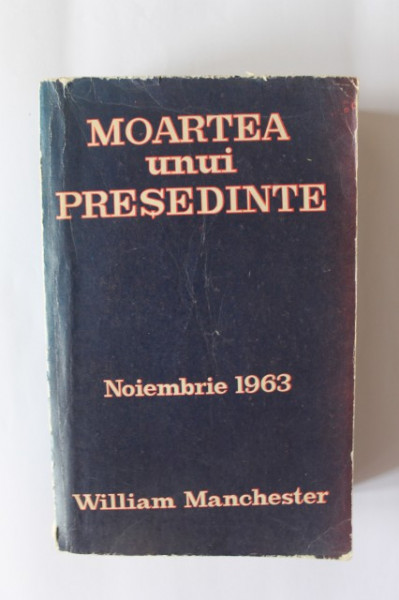 MOARTEA
unui
PREȘEDINTE
Noiembrie 1963
William Manchester